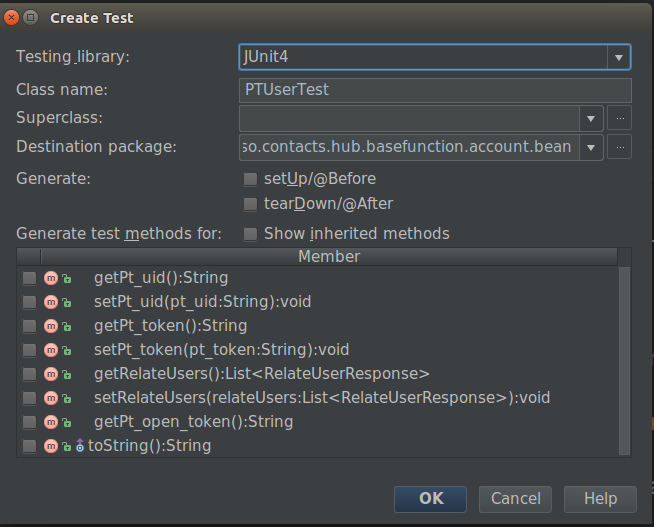 Create Test
Testing library: JUnit4
Class name: PTUserTest
Superclass: ...
Destination package: so.contacts.hub.basefunction.account.bean ...
Generate: setUp/@Before
tearDown/@After
Generate test methods for: Show inherited methods
Member
m getPt_uid():String
m setPt_uid(pt_uid:String):void
m getPt_token():String
m setPt_token(pt_token:String):void
m getRelateUsers():List<RelateUserResponse>
m setRelateUsers(relateUsers:List<RelateUserResponse>):void
m getPt_open_token():String
m toString():String
OK Cancel Help